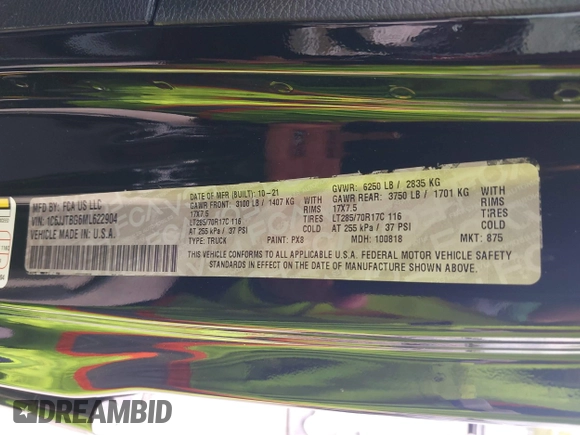 MFD BY: FCA US LLC
VIN: 1C6JJTBG6ML622904
VEHICLE MADE IN U.S.A.
DATE OF MFR (BUILT): 10-21
GAWR FRONT: 3100 LB / 1407 KG
17X7.5 RIMS
LT285/70R17C 116
AT 255 kPa / 37 PSI COLD
TYPE: TRUCK PAINT: PX8
GVWR: 6250 LB / 2835 KG
GAWR REAR: 3750 LB / 1701 KG
17X7.5 RIMS
LT285/70R17C 116
AT 255 kPa / 37 PSI COLD
MDH: 100818 MKT: 875
THIS VEHICLE CONFORMS TO ALL APPLICABLE U.S.A. FEDERAL MOTOR VEHICLE SAFETY
STANDARDS IN EFFECT ON THE DATE OF MANUFACTURE SHOWN ABOVE.
DREAMBID